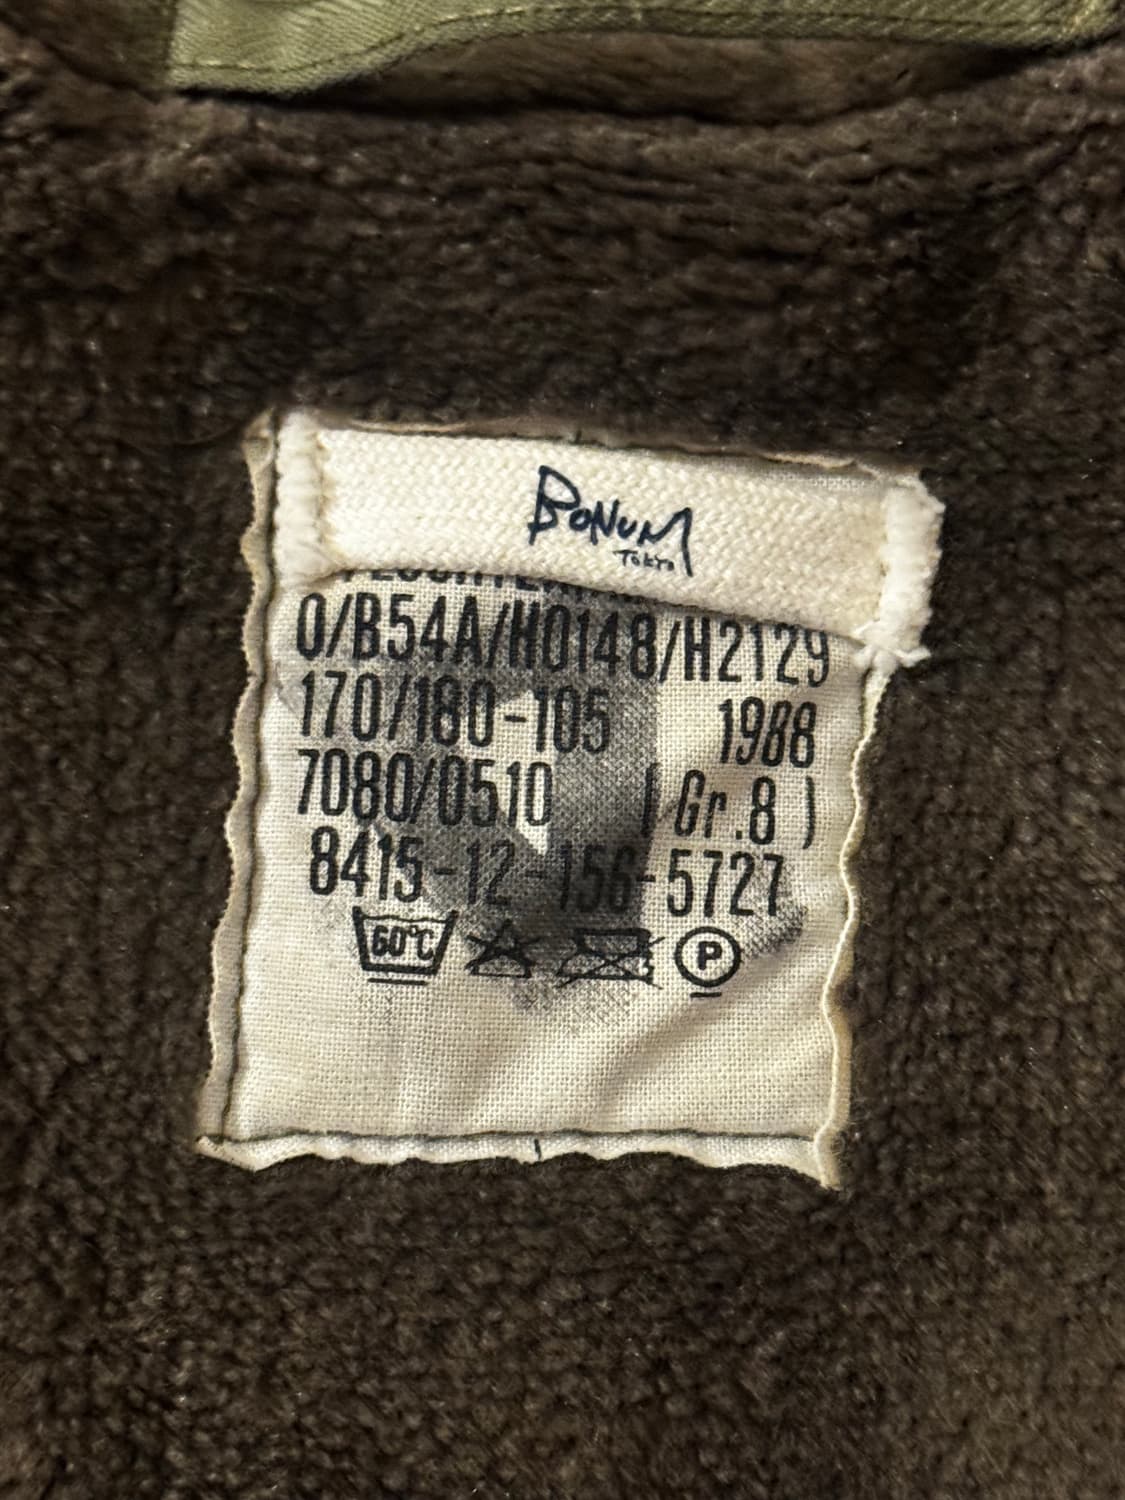 BONUM
TOKYO
0/B54A/H0148/H2129
170/180-105 1988
7080/0510 (Gr.8)
8415-12-156-5727
60°C P